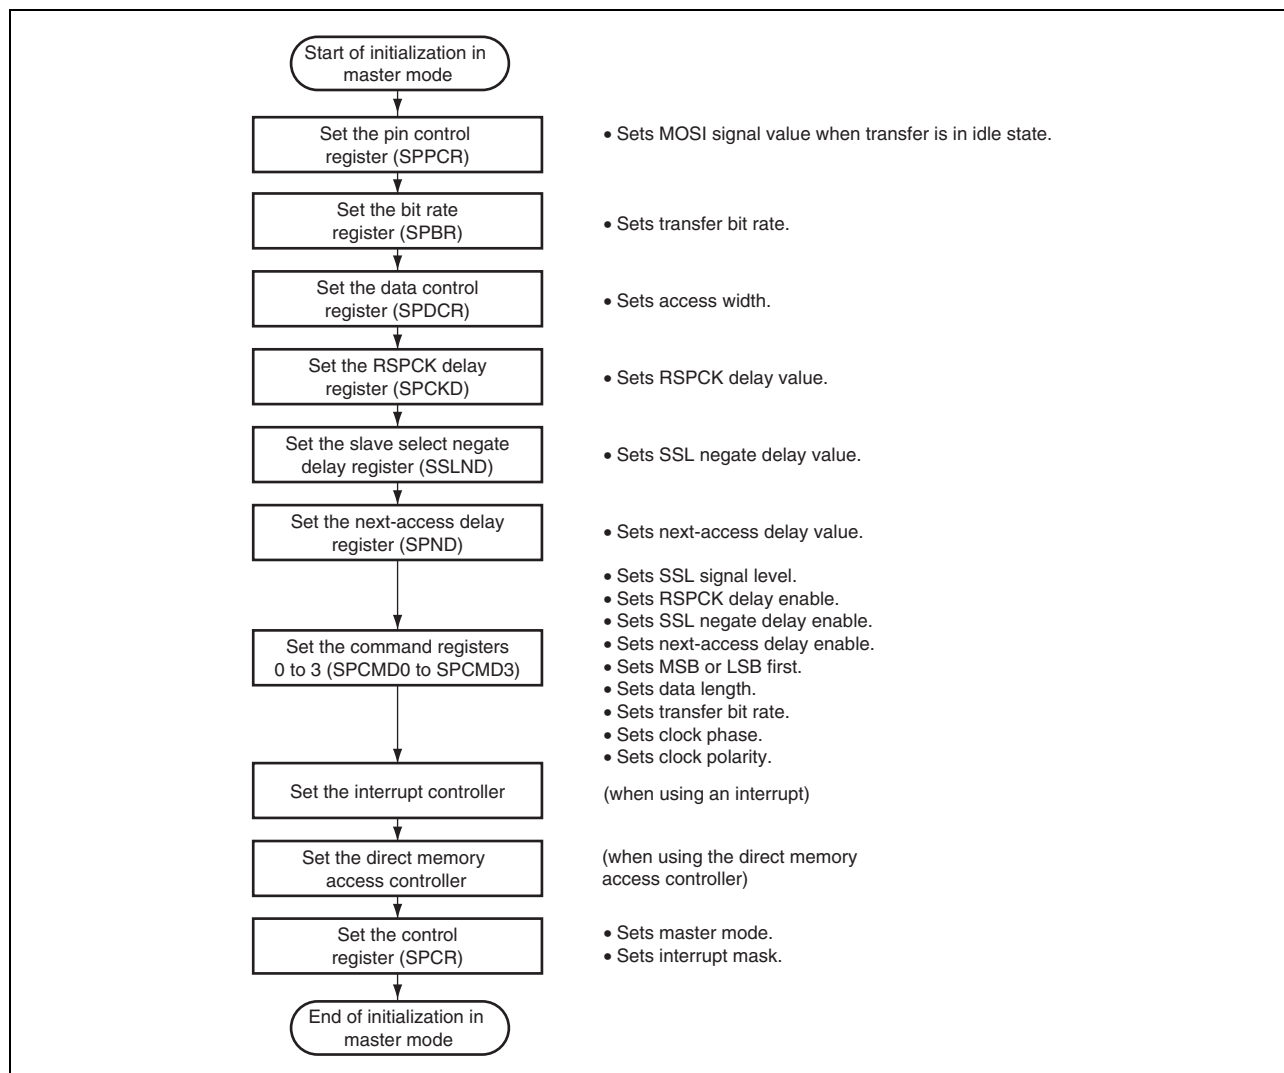 Start of initialization in
master mode
Set the pin control
register (SPPCR)
• Sets MOSI signal value when transfer is in idle state.
Set the bit rate
register (SPBR)
• Sets transfer bit rate.
Set the data control
register (SPDCR)
• Sets access width.
Set the RSPCK delay
register (SPCKD)
• Sets RSPCK delay value.
Set the slave select negate
delay register (SSLND)
• Sets SSL negate delay value.
Set the next-access delay
register (SPND)
• Sets next-access delay value.
Set the command registers
0 to 3 (SPCMD0 to SPCMD3)
• Sets SSL signal level.
• Sets RSPCK delay enable.
• Sets SSL negate delay enable.
• Sets next-access delay enable.
• Sets MSB or LSB first.
• Sets data length.
• Sets transfer bit rate.
• Sets clock phase.
• Sets clock polarity.
Set the interrupt controller
(when using an interrupt)
Set the direct memory
access controller
(when using the direct memory
access controller)
Set the control
register (SPCR)
• Sets master mode.
• Sets interrupt mask.
End of initialization in
master mode